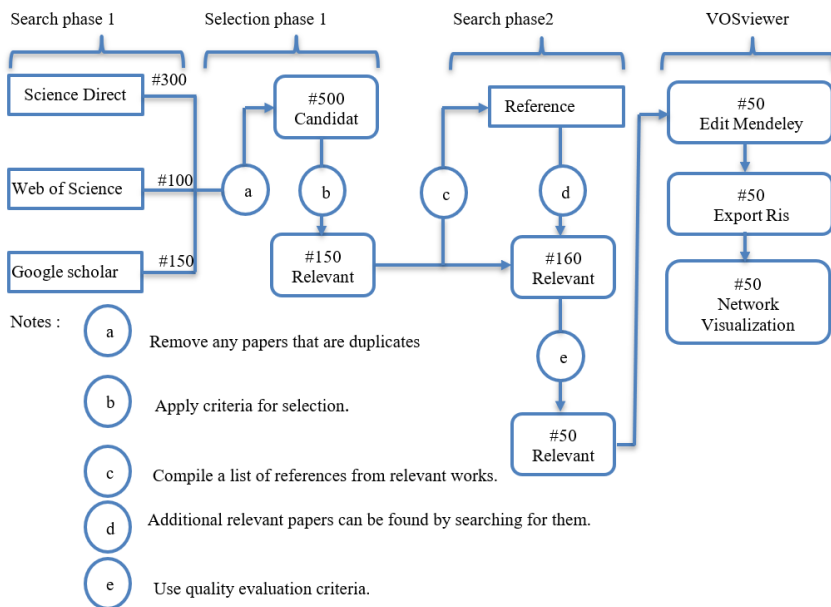 Search phase 1
Selection phase 1
Search phase2
VOSviewer
Science Direct
#300
Web of Science
#100
Google scholar
#150
a
#500
Candidat
b
#150
Relevant
c
Reference
d
#160
Relevant
e
#50
Relevant
#50
Edit Mendeley
#50
Export Ris
#50
Network
Visualization
Notes :
a
Remove any papers that are duplicates
b
Apply criteria for selection.
c
Compile a list of references from relevant works.
d
Additional relevant papers can be found by searching for them.
e
Use quality evaluation criteria.